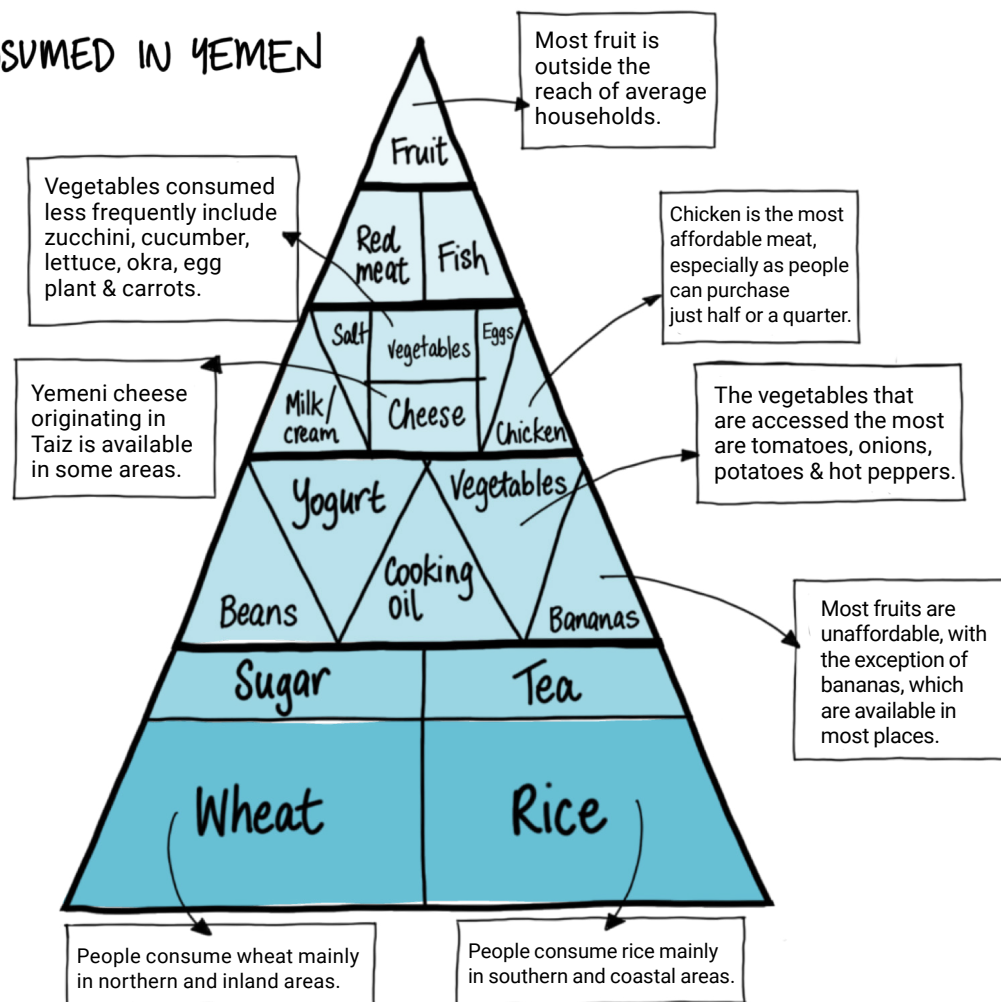 SUMED IN YEMEN
Most fruit is
outside the
reach of average
households.
Fruit
Vegetables consumed
less frequently include
zucchini, cucumber,
lettuce, okra, egg
plant & carrots.
Red
meat
Fish
Chicken is the most
affordable meat,
especially as people
can purchase
just half or a quarter.
Salt
Vegetables
Eggs
Milk/
cream
Cheese
Chicken
Yemeni cheese
originating in
Taiz is available
in some areas.
The vegetables that
are accessed the most
are tomatoes, onions,
potatoes & hot peppers.
Yogurt
Vegetables
Beans
Cooking
oil
Bananas
Most fruits are
unaffordable, with
the exception of
bananas, which
are available in
most places.
Sugar
Tea
Wheat
Rice
People consume wheat mainly
in northern and inland areas.
People consume rice mainly
in southern and coastal areas.